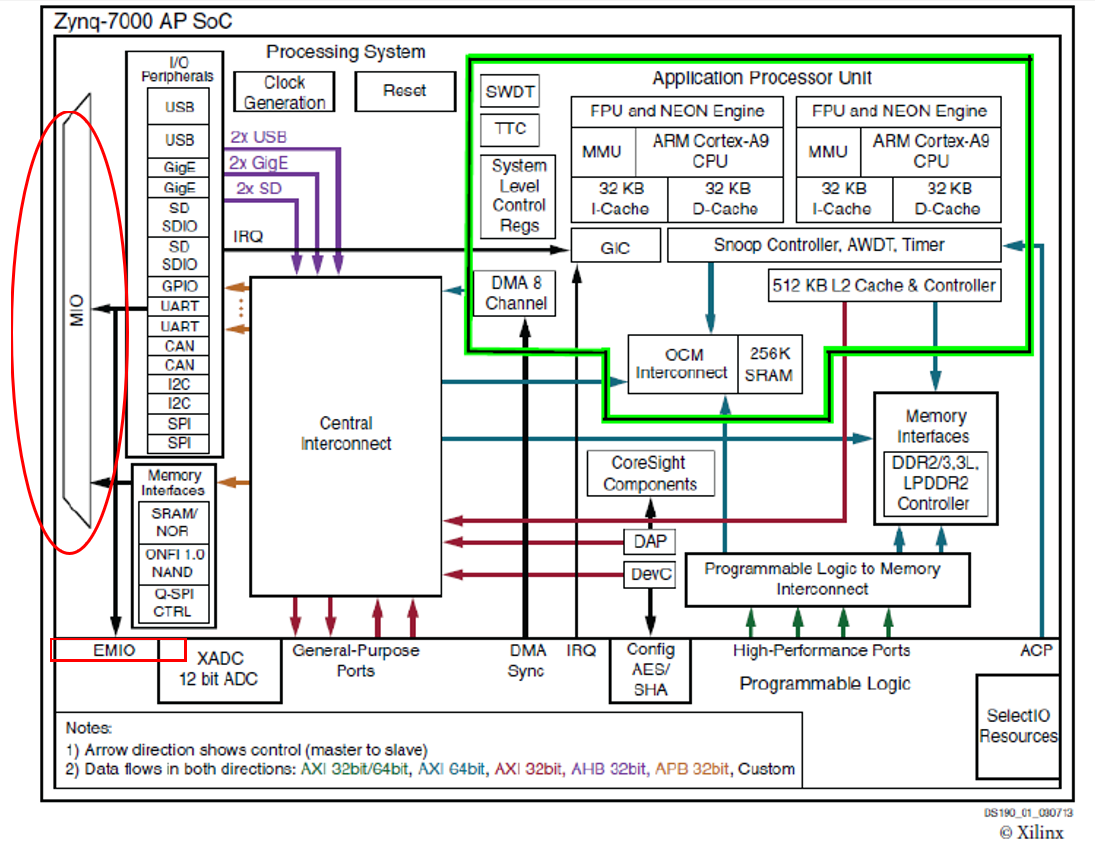 Zynq-7000 AP SoC
Processing System
I/O
Peripherals
USB
USB
GigE
GigE
SD
SDIO
SD
SDIO
GPIO
UART
UART
CAN
CAN
I2C
I2C
SPI
SPI
MIO
Clock
Generation
Reset
2x USB
2x GigE
2x SD
IRQ
Application Processor Unit
SWDT
TTC
System
Level
Control
Regs
FPU and NEON Engine
MMU
ARM Cortex-A9
CPU
32 KB
I-Cache
32 KB
D-Cache
FPU and NEON Engine
MMU
ARM Cortex-A9
CPU
32 KB
I-Cache
32 KB
D-Cache
GIC
Snoop Controller, AWDT, Timer
DMA 8
Channel
512 KB L2 Cache & Controller
OCM
Interconnect
256K
SRAM
Central
Interconnect
Memory
Interfaces
DDR2/3,3L,
LPDDR2
Controller
CoreSight
Components
DAP
DevC
Programmable Logic to Memory
Interconnect
Memory
Interfaces
SRAM/
NOR
ONFI 1.0
NAND
Q-SPI
CTRL
EMIO
XADC
12 bit ADC
General-Purpose
Ports
DMA
Sync
IRQ
Config
AES/
SHA
High-Performance Ports
ACP
Programmable Logic
SelectIO
Resources
Notes:
1) Arrow direction shows control (master to slave)
2) Data flows in both directions: AXI 32bit/64bit, AXI 64bit, AXI 32bit, AHB 32bit, APB 32bit, Custom
DS190_01_030713
© Xilinx